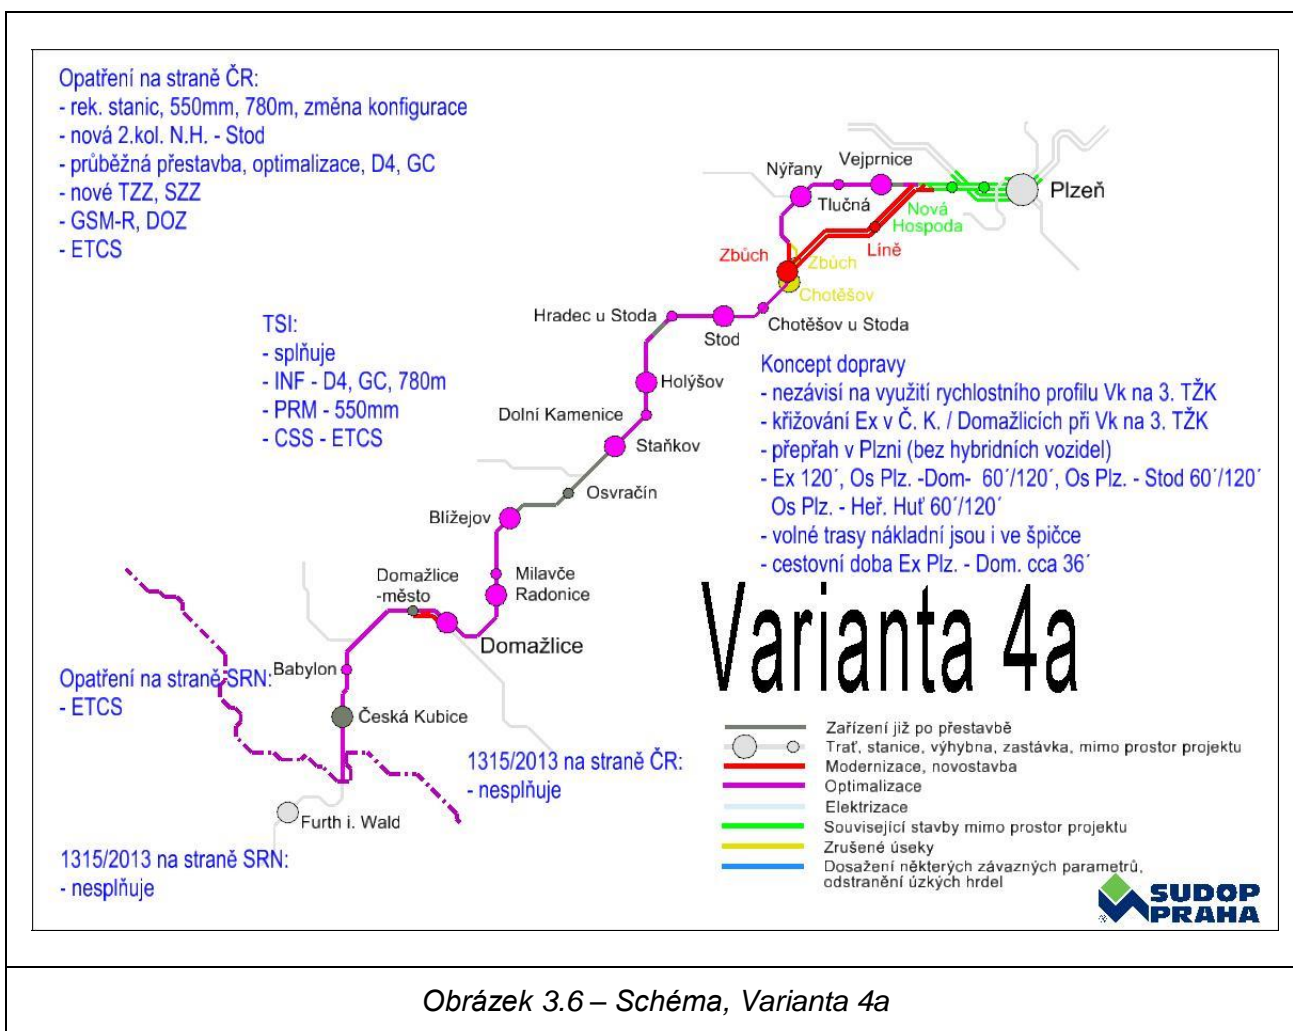 Opatření na straně ČR:
- rek. stanic, 550mm, 780m, změna konfigurace
- nová 2.kol. N.H. - Stod
- průběžná přestavba, optimalizace, D4, GC
- nové TZZ, SZZ
- GSM-R, DOZ
- ETCS
Nýřany
Vejprnice
Tlučná
Nová
Hospoda
Plzeň
Líně
Zbůch
Zbůch
Chotěšov
Chotěšov u Stoda
Stod
Hradec u Stoda
TSI:
- splňuje
- INF - D4, GC, 780m
- PRM - 550mm
- CSS - ETCS
Holýšov
Dolní Kamenice
Staňkov
Osvračín
Blížejov
Koncept dopravy
- nezávisí na využití rychlostního profilu Vk na 3. TŽK
- křižování Ex v Č. K. / Domažlicích při Vk na 3. TŽK
- přepřah v Plzni (bez hybridních vozidel)
- Ex 120´, Os Plz. -Dom- 60´/120´, Os Plz. - Stod 60´/120´
Os Plz. - Heř. Huť 60´/120´
- volné trasy nákladní jsou i ve špičce
- cestovní doba Ex Plz. - Dom. cca 36´
Milavče
Radonice
Domažlice
-město
Domažlice
Babylon
Česká Kubice
Furth i. Wald
Opatření na straně SRN:
- ETCS
1315/2013 na straně ČR:
- nesplňuje
1315/2013 na straně SRN:
- nesplňuje
Varianta 4a
Zařízení již po přestavbě
Trať, stanice, výhybna, zastávka, mimo prostor projektu
Modernizace, novostavba
Optimalizace
Elektrizace
Související stavby mimo prostor projektu
Zrušené úseky
Dosažení některých závazných parametrů,
odstranění úzkých hrdel
®
SUDOP
PRAHA
Obrázek 3.6 – Schéma, Varianta 4a